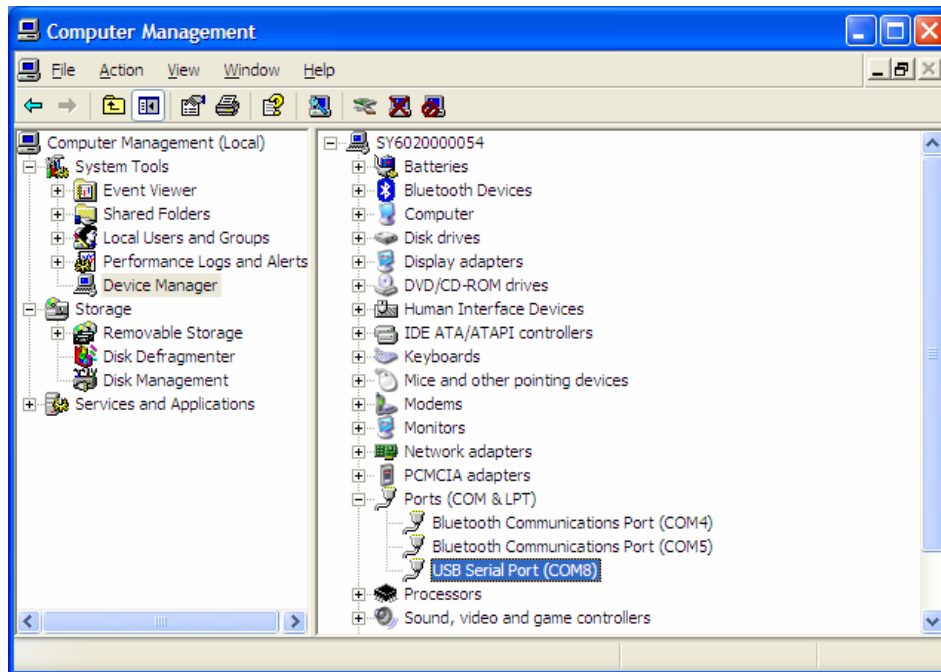 Computer Management
File Action View Window Help
Computer Management (Local)
System Tools
Event Viewer
Shared Folders
Local Users and Groups
Performance Logs and Alerts
Device Manager
Storage
Removable Storage
Disk Defragmenter
Disk Management
Services and Applications
SY6020000054
Batteries
Bluetooth Devices
Computer
Disk drives
Display adapters
DVD/CD-ROM drives
Human Interface Devices
IDE ATA/ATAPI controllers
Keyboards
Mice and other pointing devices
Modems
Monitors
Network adapters
PCMCIA adapters
Ports (COM & LPT)
Bluetooth Communications Port (COM4)
Bluetooth Communications Port (COM5)
USB Serial Port (COM8)
Processors
Sound, video and game controllers